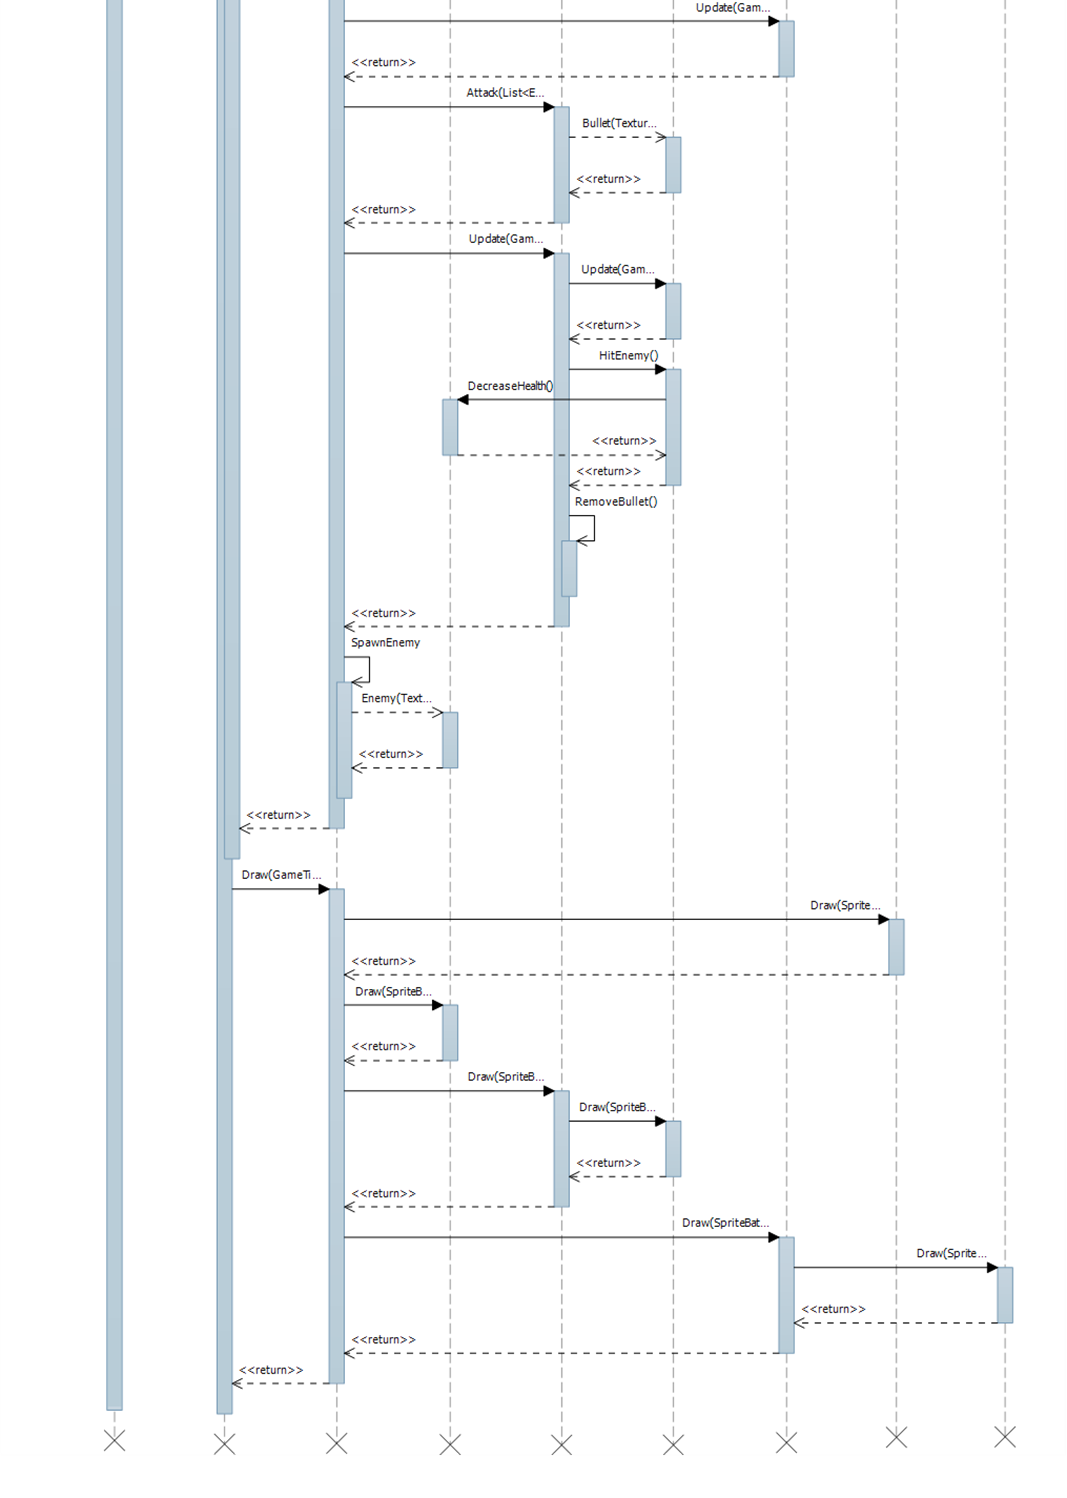 Update(Gam...
<<return>>
Attack(List<E...
Bullet(Textur...
<<return>>
<<return>>
Update(Gam...
Update(Gam...
<<return>>
HitEnemy()
DecreaseHealth()
<<return>>
<<return>>
RemoveBullet()
<<return>>
SpawnEnemy
Enemy(Text...
<<return>>
<<return>>
Draw(GameTi...
Draw(Sprite...
<<return>>
Draw(SpriteB...
<<return>>
Draw(SpriteB...
Draw(SpriteB...
<<return>>
<<return>>
Draw(SpriteBat...
Draw(Sprite...
<<return>>
<<return>>
<<return>>